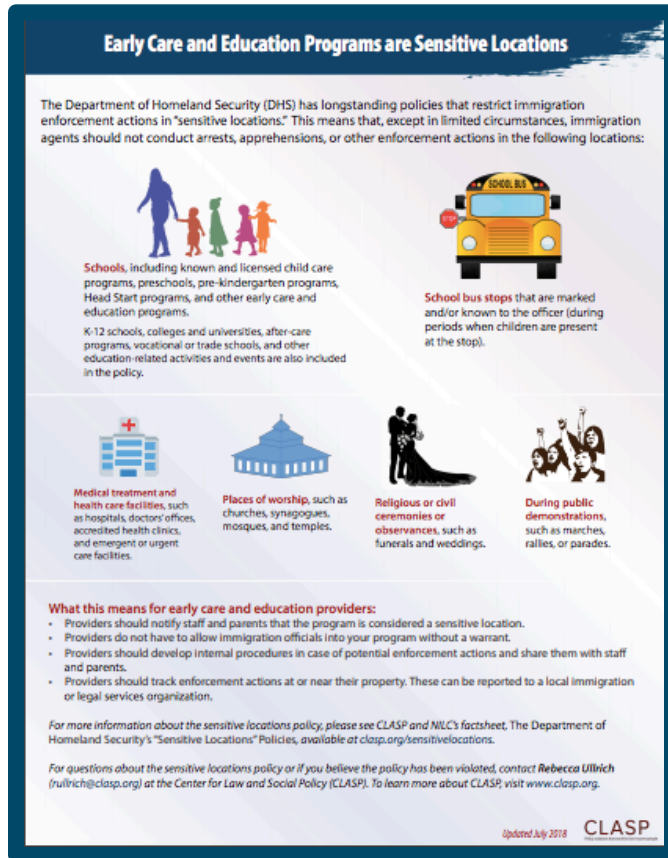 Early Care and Education Programs are Sensitive Locations
The Department of Homeland Security (DHS) has longstanding policies that restrict immigration
enforcement actions in "sensitive locations." This means that, except in limited circumstances, immigration
agents should not conduct arrests, apprehensions, or other enforcement actions in the following locations:
SCHOOL BUS
STOP
Schools, including known and licensed child care
programs, preschools, pre-kindergarten programs,
Head Start programs, and other early care and
education programs.
K-12 schools, colleges and universities, after-care
programs, vocational or trade schools, and other
education-related activities and events are also included
in the policy.
School bus stops that are marked
and/or known to the officer (during
periods when children are present
at the stop).
Medical treatment and
health care facilities, such
as hospitals, doctors' offices,
accredited health clinics,
and emergent or urgent
care facilities.
Places of worship, such as
churches, synagogues,
mosques, and temples.
Religious or civil
ceremonies or
observances, such as
funerals and weddings.
During public
demonstrations,
such as marches,
rallies, or parades.
What this means for early care and education providers:
• Providers should notify staff and parents that the program is considered a sensitive location.
• Providers do not have to allow immigration officials into your program without a warrant.
• Providers should develop internal procedures in case of potential enforcement actions and share them with staff
and parents.
• Providers should track enforcement actions at or near their property. These can be reported to a local immigration
or legal services organization.
For more information about the sensitive locations policy, please see CLASP and NILC's factsheet, The Department of
Homeland Security's "Sensitive Locations" Policies, available at clasp.org/sensitivelocations.
For questions about the sensitive locations policy or if you believe the policy has been violated, contact Rebecca Ullrich
(rullrich@clasp.org) at the Center for Law and Social Policy (CLASP). To learn more about CLASP, visit www.clasp.org.
Updated July 2018
CLASP